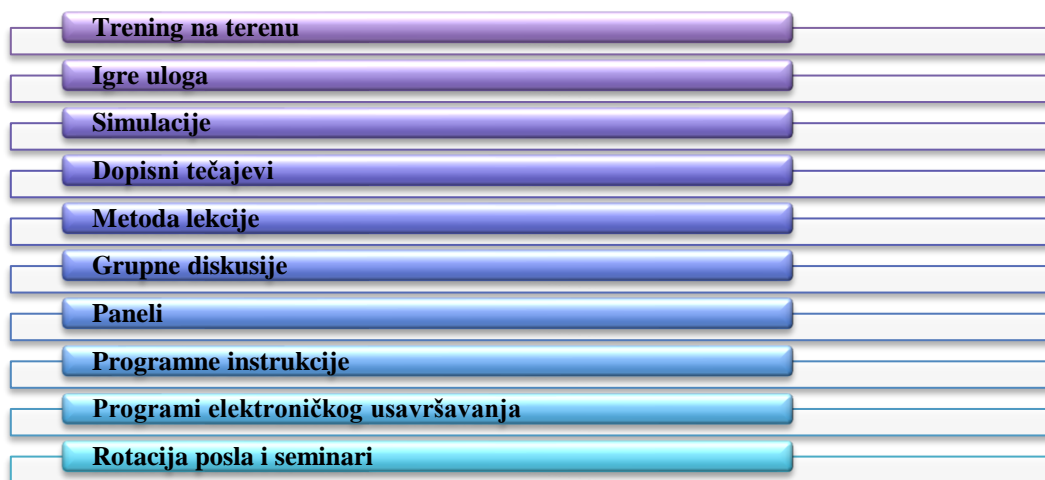 Trening na terenu
Igre uloga
Simulacije
Dopisni tečajevi
Metoda lekcije
Grupne diskusije
Paneli
Programne instrukcije
Programi elektroničkog usavršavanja
Rotacija posla i seminari